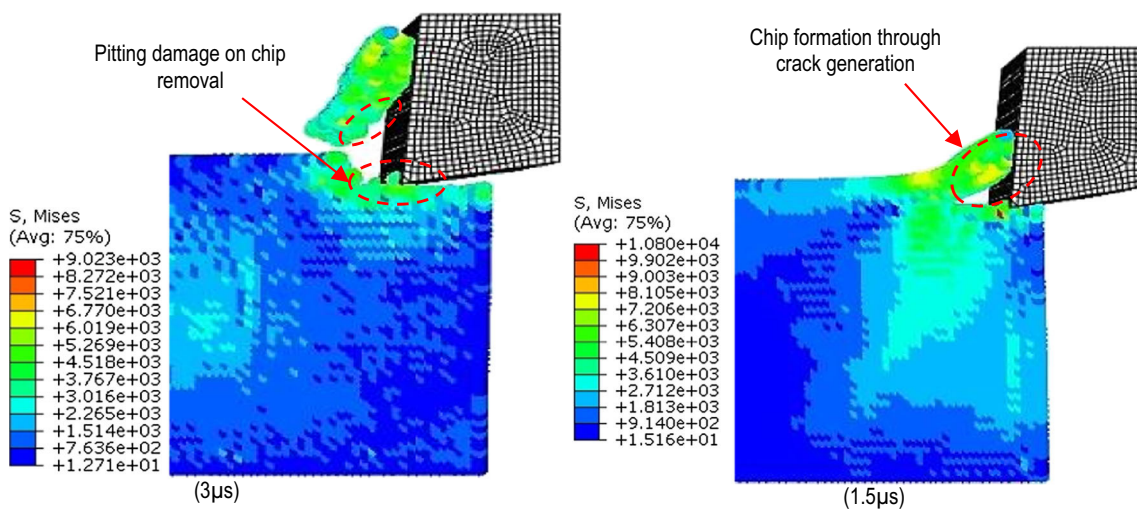 Pitting damage on chip
removal
S, Mises
(Avg: 75%)
+9.023e+03
+8.272e+03
+7.521e+03
+6.770e+03
+6.019e+03
+5.269e+03
+4.518e+03
+3.767e+03
+3.016e+03
+2.265e+03
+1.514e+03
+7.636e+02
+1.271e+01
(3μs)
Chip formation through
crack generation
S, Mises
(Avg: 75%)
+1.080e+04
+9.902e+03
+9.003e+03
+8.105e+03
+7.206e+03
+6.307e+03
+5.408e+03
+4.509e+03
+3.610e+03
+2.712e+03
+1.813e+03
+9.140e+02
+1.516e+01
(1.5μs)